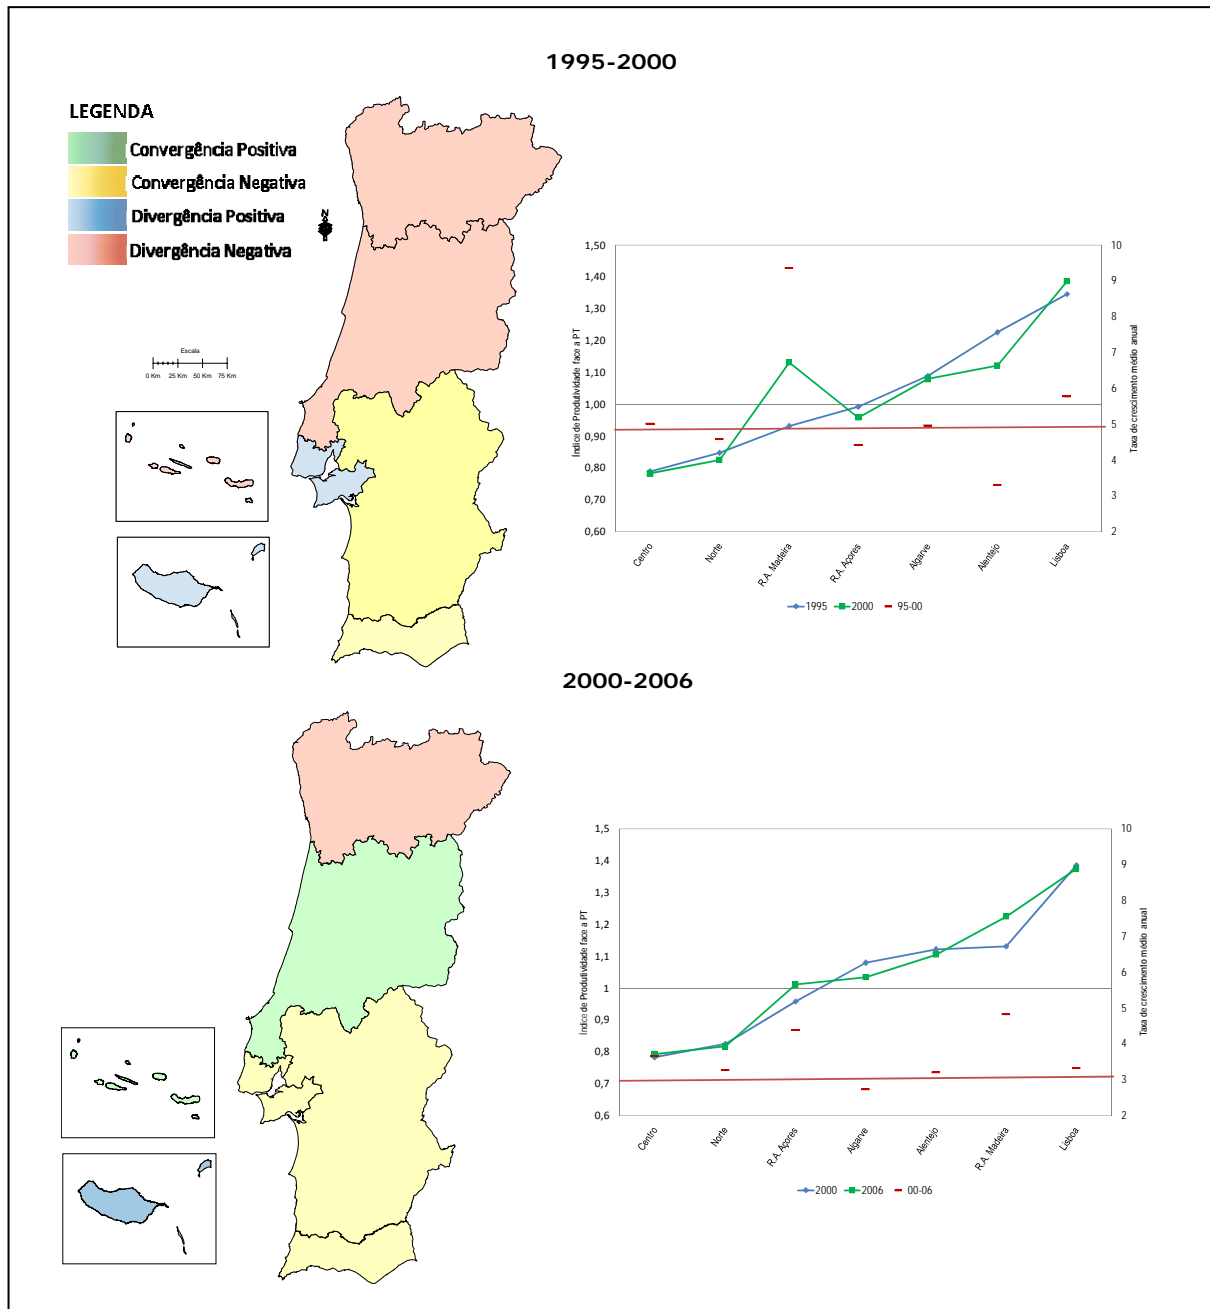 1995-2000
LEGENDA
Convergência Positiva
Convergência Negativa
Divergência Positiva
Divergência Negativa
N
Escala
0 Km 25 Km 50 Km 75 Km
Índice de Produtividade face a PT
1,50
1,40
1,30
1,20
1,10
1,00
0,90
0,80
0,70
0,60
10
9
8
7
6
5
4
3
2
Taxa de crescimento médio anual
Centro
Norte
R.A. Madeira
R.A. Açores
Algarve
Alentejo
Lisboa
1995 2000 95-00
2000-2006
Índice de Produtividade face a PT
1,5
1,4
1,3
1,2
1,1
1
0,9
0,8
0,7
0,6
10
9
8
7
6
5
4
3
2
Taxa de crescimento médio anual
Centro
Norte
R.A. Açores
Algarve
Alentejo
R.A. Madeira
Lisboa
2000 2006 00-06